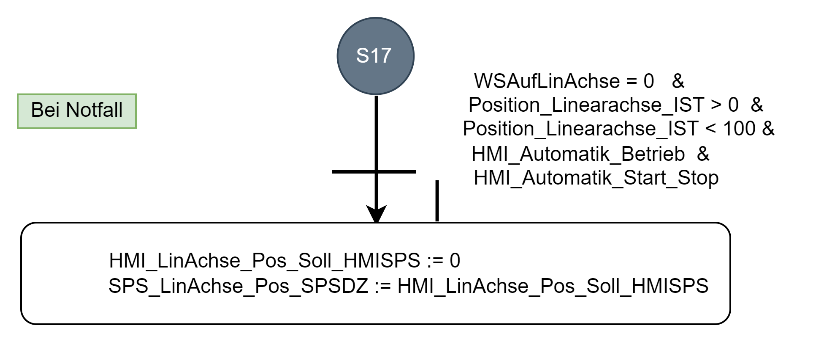 S17
WSAufLinAchse = 0 &
Position_Linearachse_IST > 0 &
Position_Linearachse_IST < 100 &
HMI_Automatik_Betrieb &
HMI_Automatik_Start_Stop
Bei Notfall
HMI_LinAchse_Pos_Soll_HMISPS := 0
SPS_LinAchse_Pos_SPSDZ := HMI_LinAchse_Pos_Soll_HMISPS